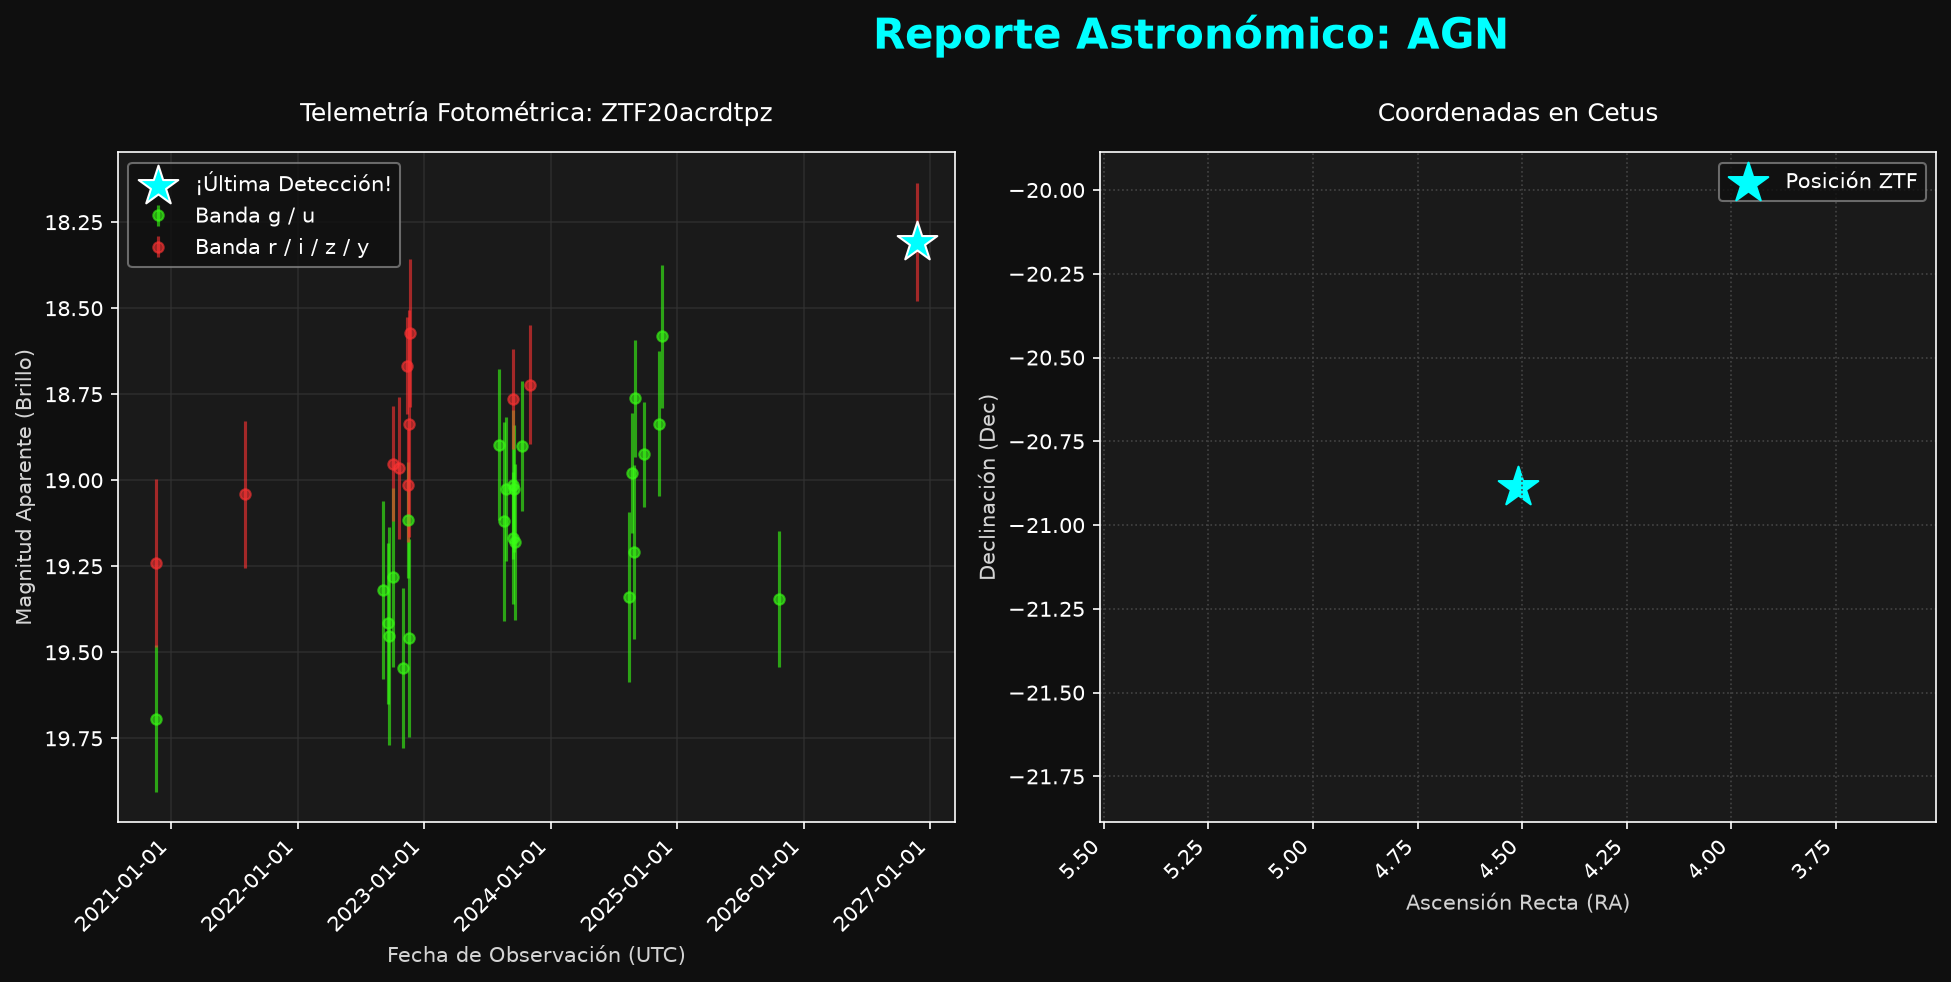 Reporte Astronómico: AGN
Telemetría Fotométrica: ZTF20acrdtpz
¡Última Detección!
Banda g / u
Banda r / i / z / y
Magnitud Aparente (Brillo)
18.25
18.50
18.75
19.00
19.25
19.50
19.75
2021-01-01
2022-01-01
2023-01-01
2024-01-01
2025-01-01
2026-01-01
2027-01-01
Fecha de Observación (UTC)
Coordenadas en Cetus
Posición ZTF
Declinación (Dec)
−20.00
−20.25
−20.50
−20.75
−21.00
−21.25
−21.50
−21.75
5.50
5.25
5.00
4.75
4.50
4.25
4.00
3.75
Ascensión Recta (RA)